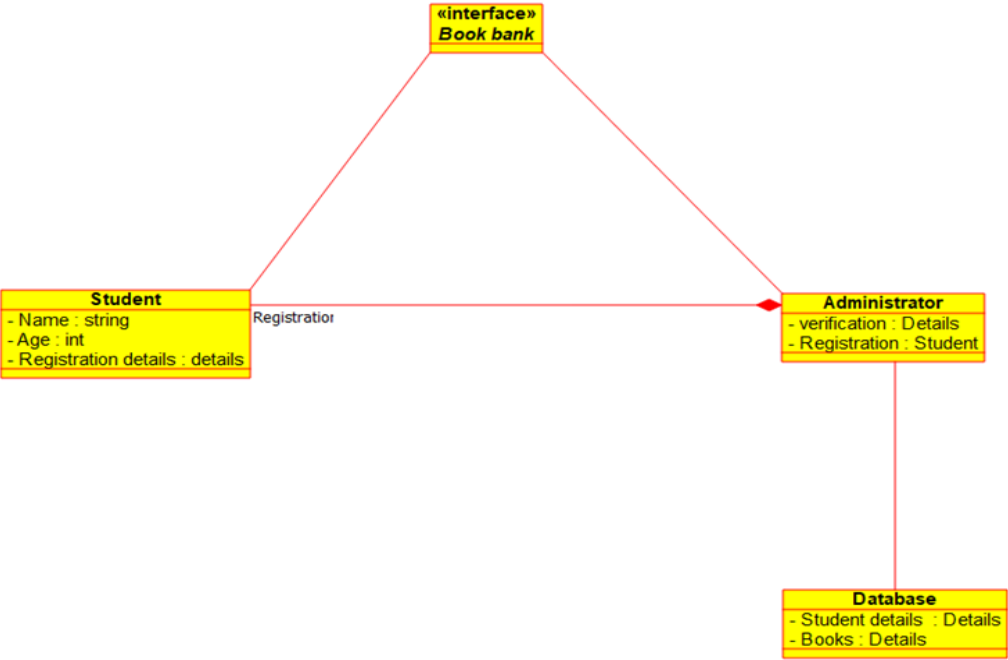 «interface»
Book bank
Student
- Name : string
- Age : int
- Registration details : details
Registration
Administrator
- verification : Details
- Registration : Student
Database
- Student details : Details
- Books : Details